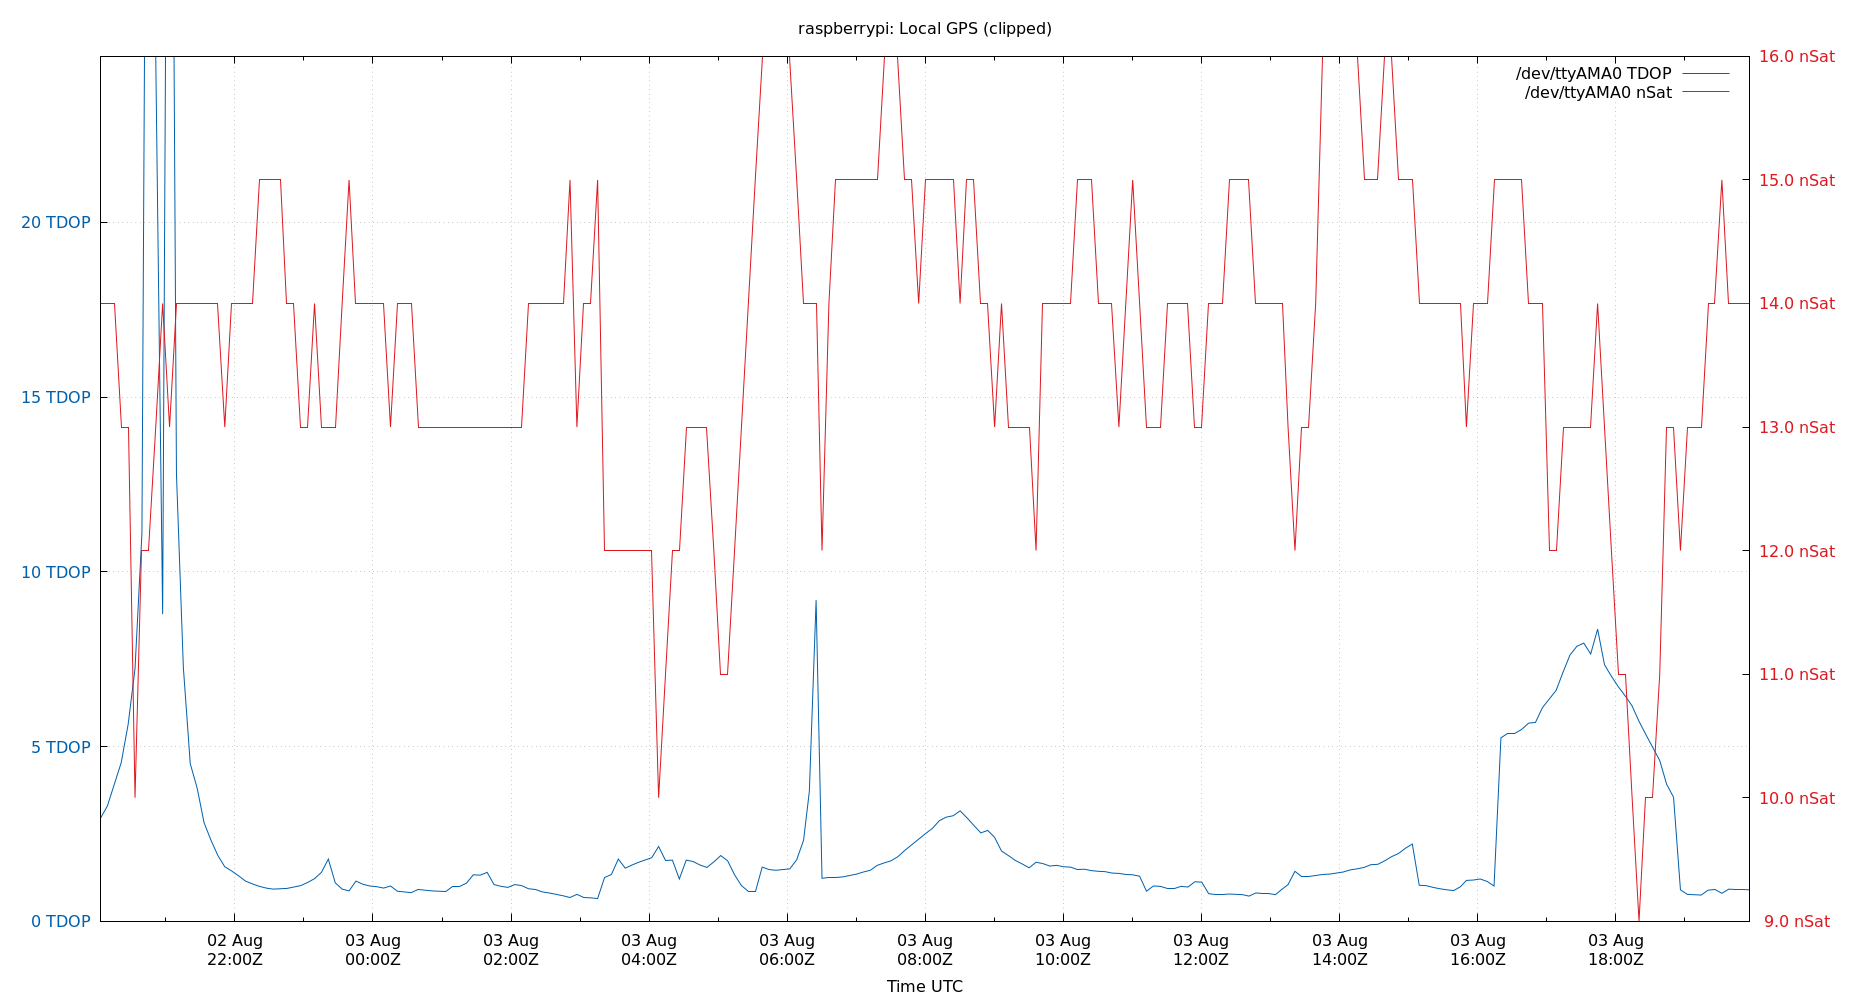 raspberrypi: Local GPS (clipped)
/dev/ttyAMA0 TDOP
/dev/ttyAMA0 nSat
20 TDOP
15 TDOP
10 TDOP
5 TDOP
0 TDOP
16.0 nSat
15.0 nSat
14.0 nSat
13.0 nSat
12.0 nSat
11.0 nSat
10.0 nSat
9.0 nSat
02 Aug 03 Aug 03 Aug 03 Aug 03 Aug 03 Aug 03 Aug 03 Aug 03 Aug 03 Aug 03 Aug
22:00Z 00:00Z 02:00Z 04:00Z 06:00Z 08:00Z 10:00Z 12:00Z 14:00Z 16:00Z 18:00Z
Time UTC